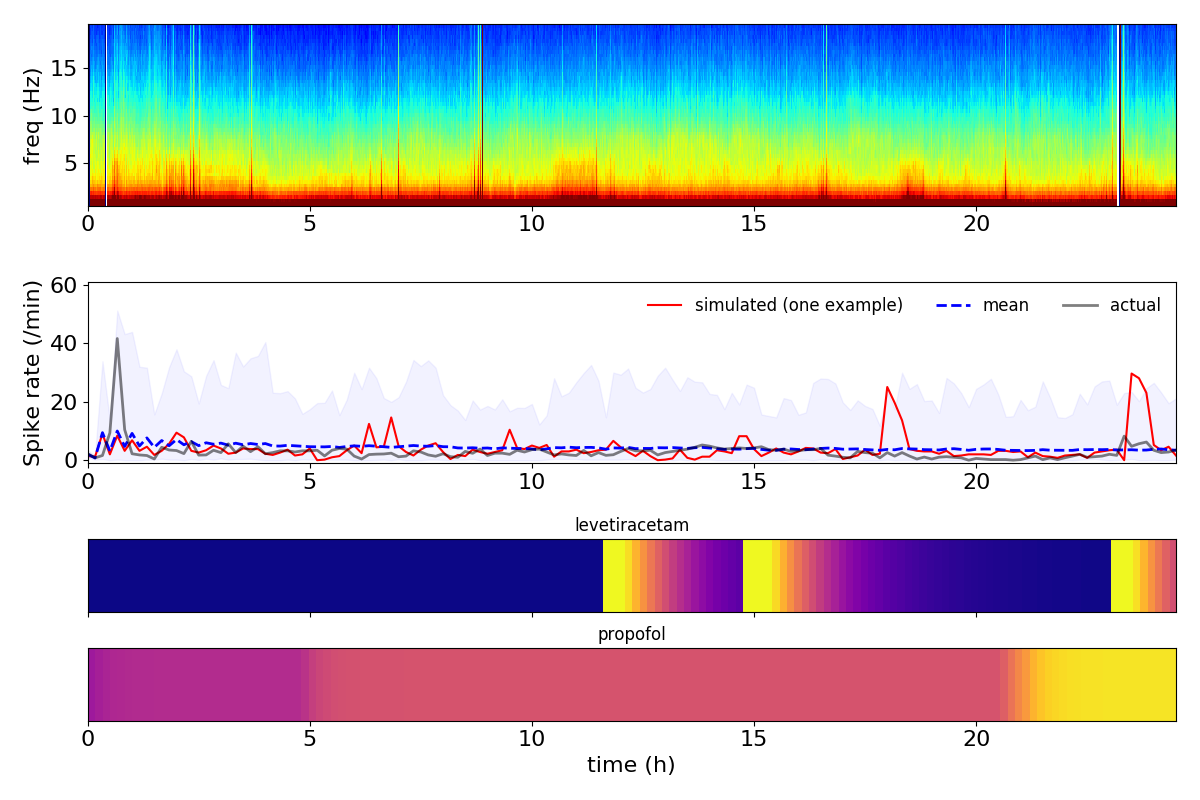 freq (Hz)
15
10
5
0 5 10 15 20
Spike rate (/min)
60
40
20
0
simulated (one example) mean actual
0 5 10 15 20
levetiracetam
propofol
0 5 10 15 20
time (h)